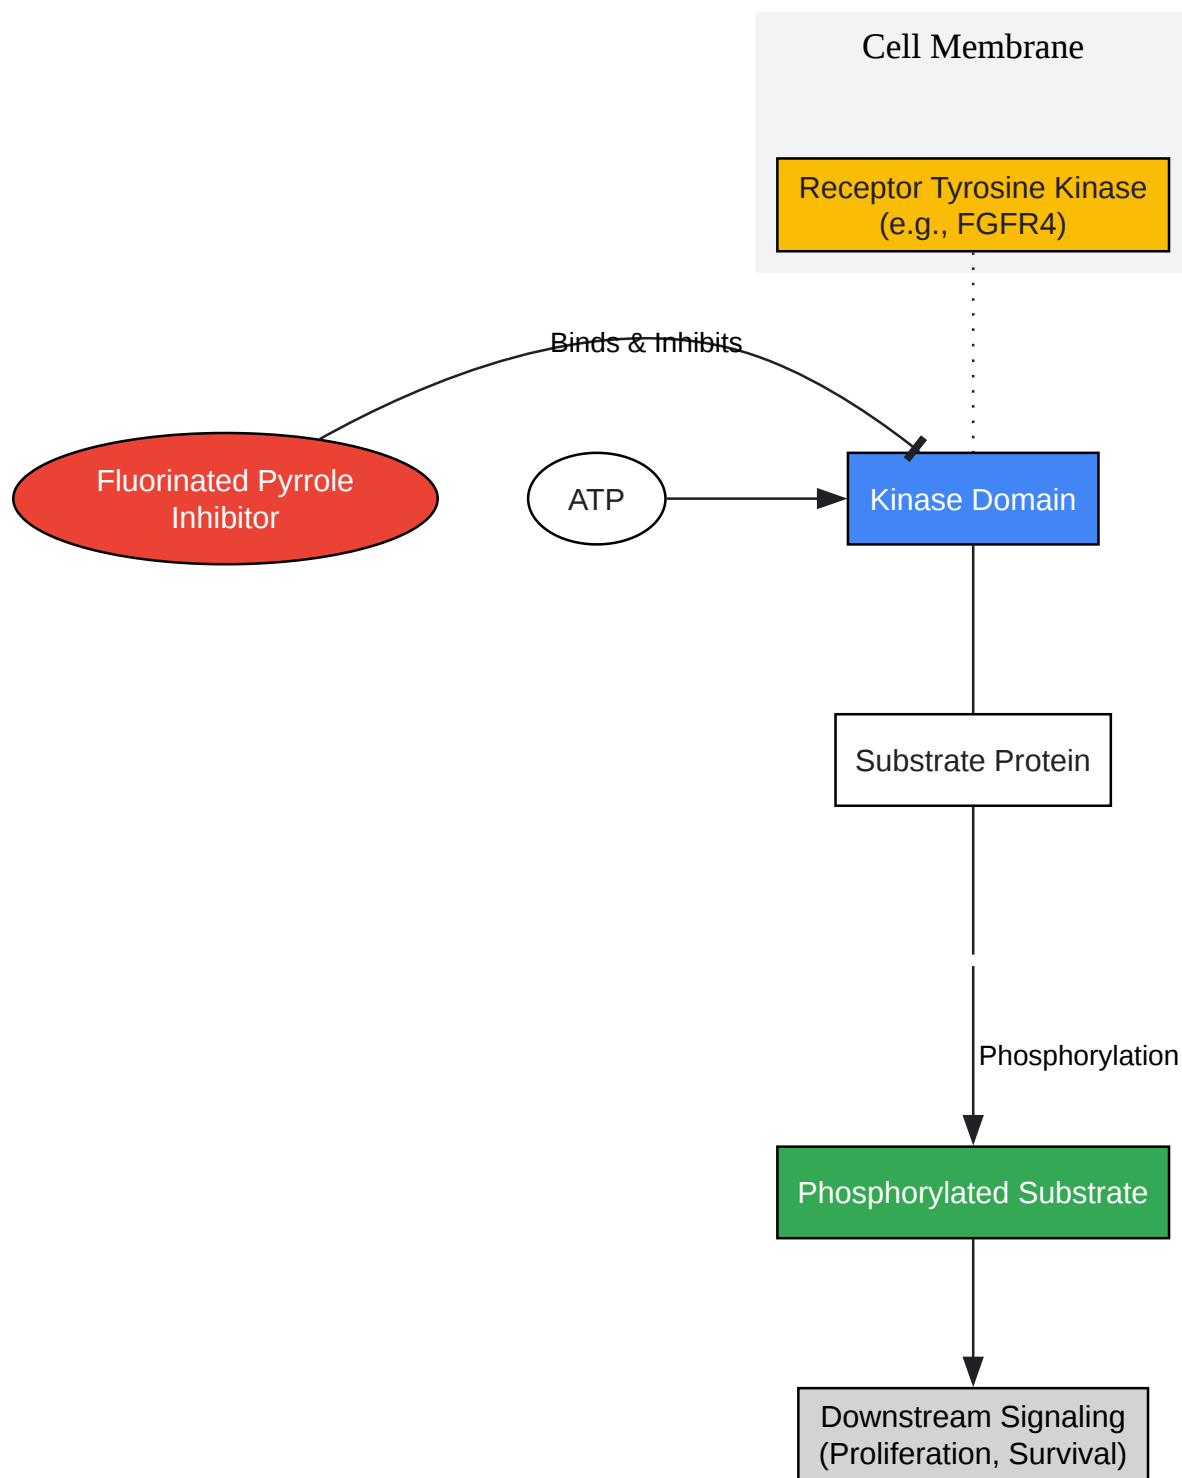 Cell Membrane
Receptor Tyrosine Kinase
(e.g., FGFR4)
Binds & Inhibits
Fluorinated Pyrrole
Inhibitor
ATP
Kinase Domain
Substrate Protein
Phosphorylation
Phosphorylated Substrate
Downstream Signaling
(Proliferation, Survival)